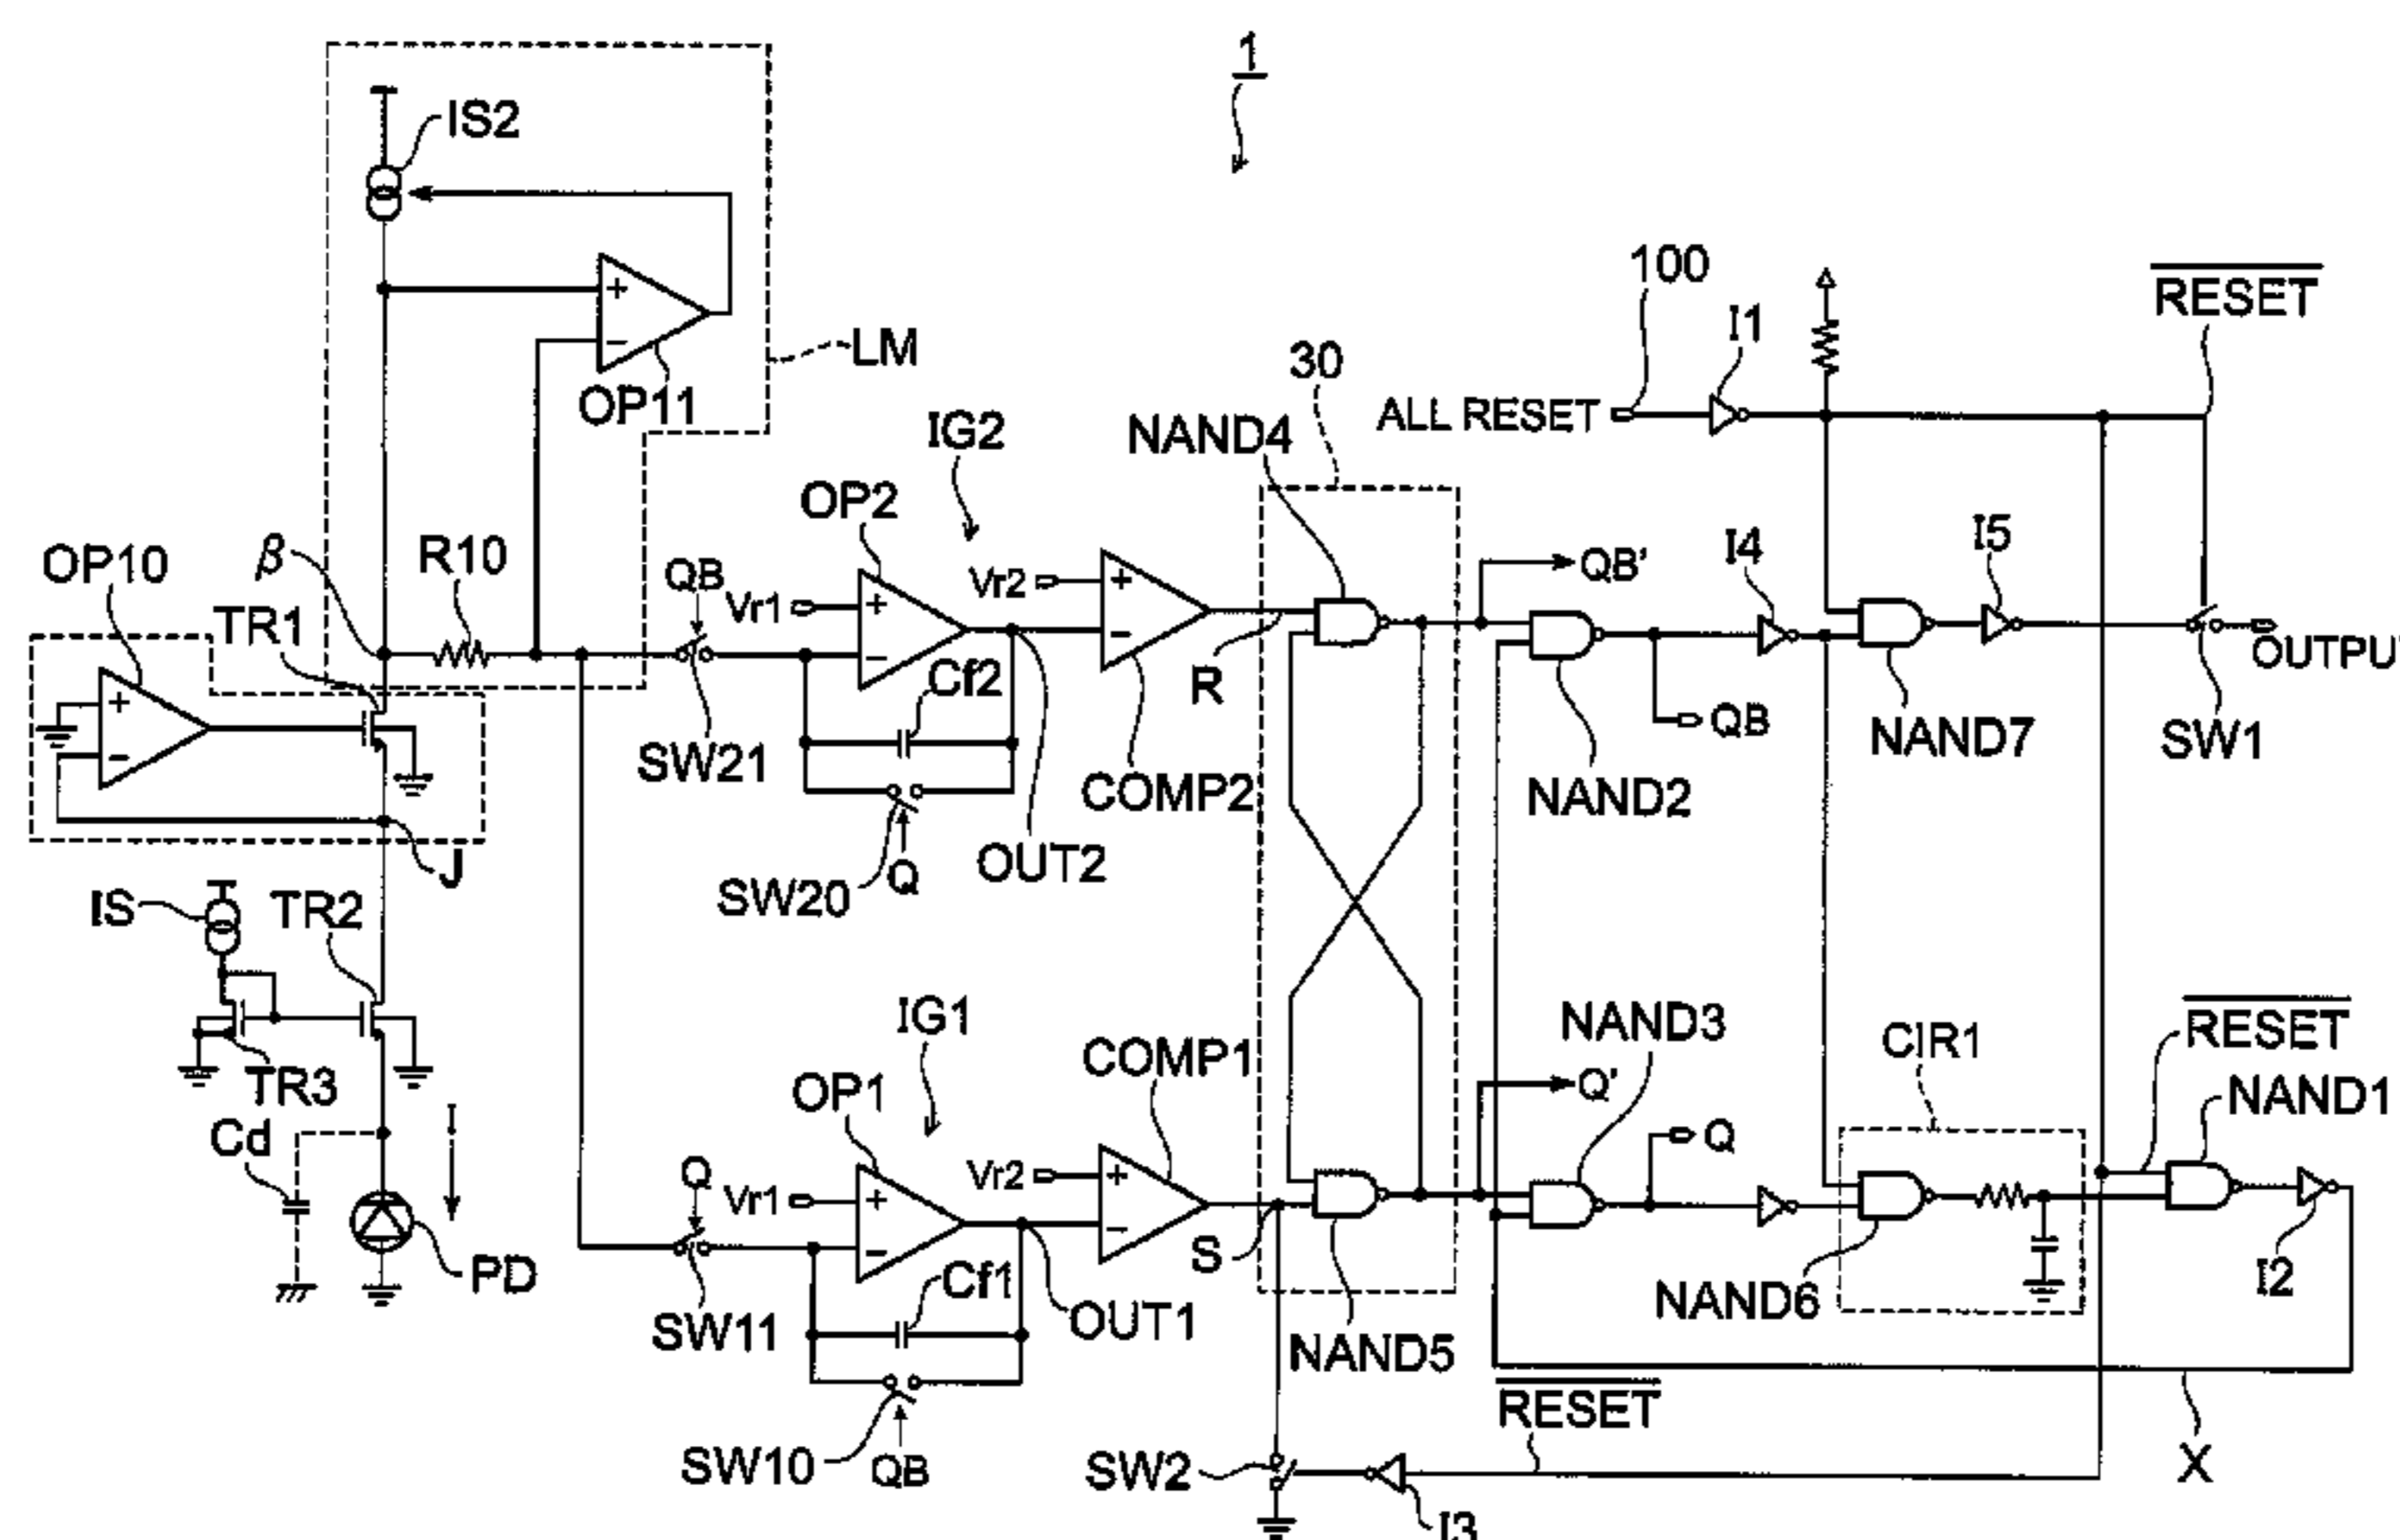 1
IS2
100
RESET
I1
LM
30
OP11
ALL RESET
IG2
NAND4
OP2
I4
I5
β
R10
OP10
QB
QB'
Vr2
TR1
Vr1
OUTPU
R
Cf2
QB
SW21
NAND7
SW1
COMP2
NAND2
J
OUT2
SW20
Q
IS
TR2
IG1
NAND3
RESET
COMP1
CIR1
TR3
OP1
Q'
NAND1
Cd
I
Q
Q
Vr2
Vr1
S
PD
Cf1
NAND6
I2
SW11
OUT1
NAND5
RESET
SW10
QB
SW2
X
I3